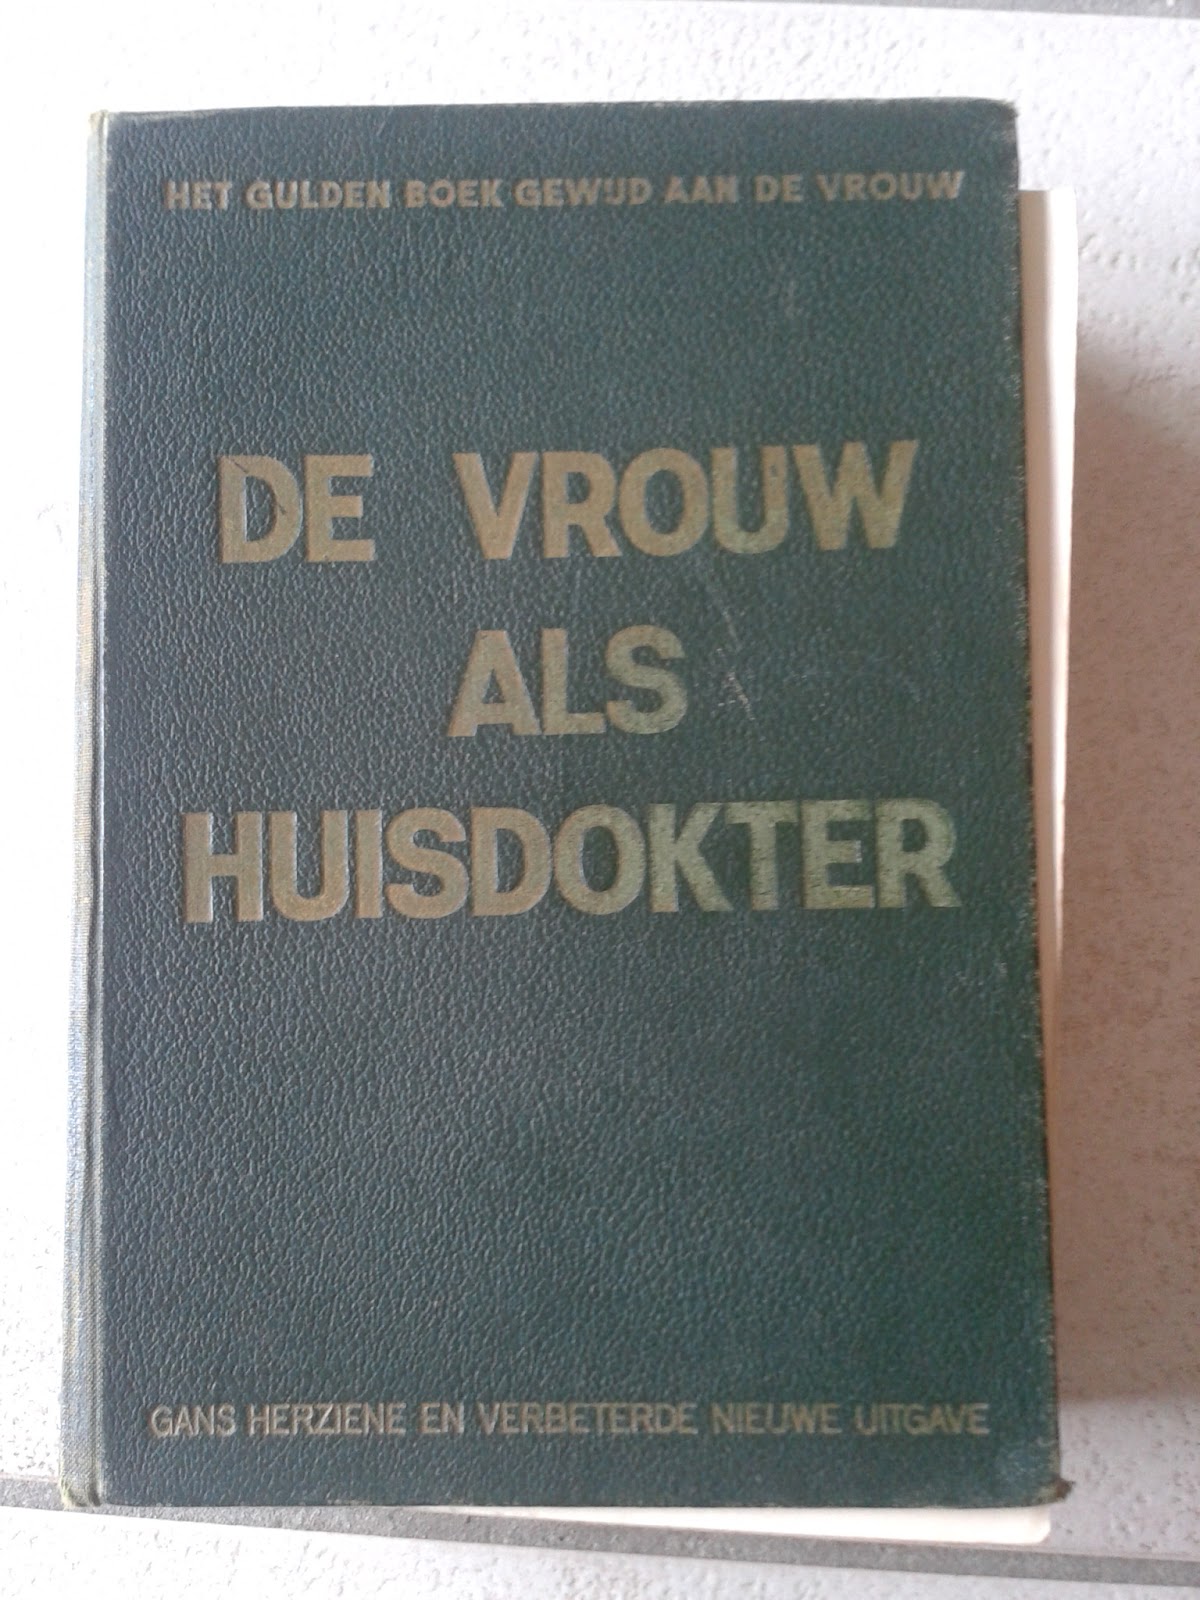 HET GULDEN BOEK GEWIJD AAN DE VROUW
DE VROUW
ALS
HUISDOKTER
GANS HERZIENE EN VERBETERDE NIEUWE UITGAVE